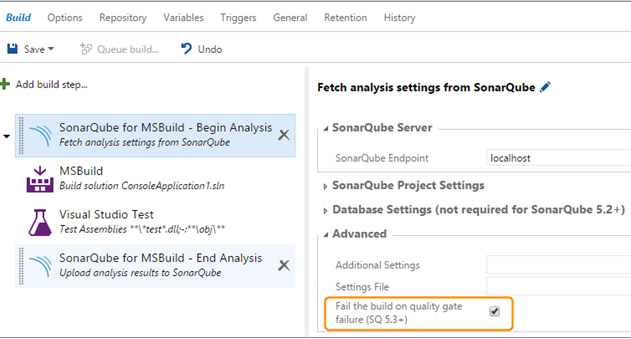 Build Options Repository Variables Triggers General Retention History
Save Queue build... Undo
Add build step...
SonarQube for MSBuild - Begin Analysis
Fetch analysis settings from SonarQube
MSBuild
Build solution ConsoleApplication1.sln
Visual Studio Test
Test Assemblies **\*test*.dll;-:**\obj\**
SonarQube for MSBuild - End Analysis
Upload analysis results to SonarQube
Fetch analysis settings from SonarQube
SonarQube Server
SonarQube Endpoint localhost
SonarQube Project Settings
Database Settings (not required for SonarQube 5.2+)
Advanced
Additional Settings
Settings File
Fail the build on quality gate
failure (SQ 5.3+)